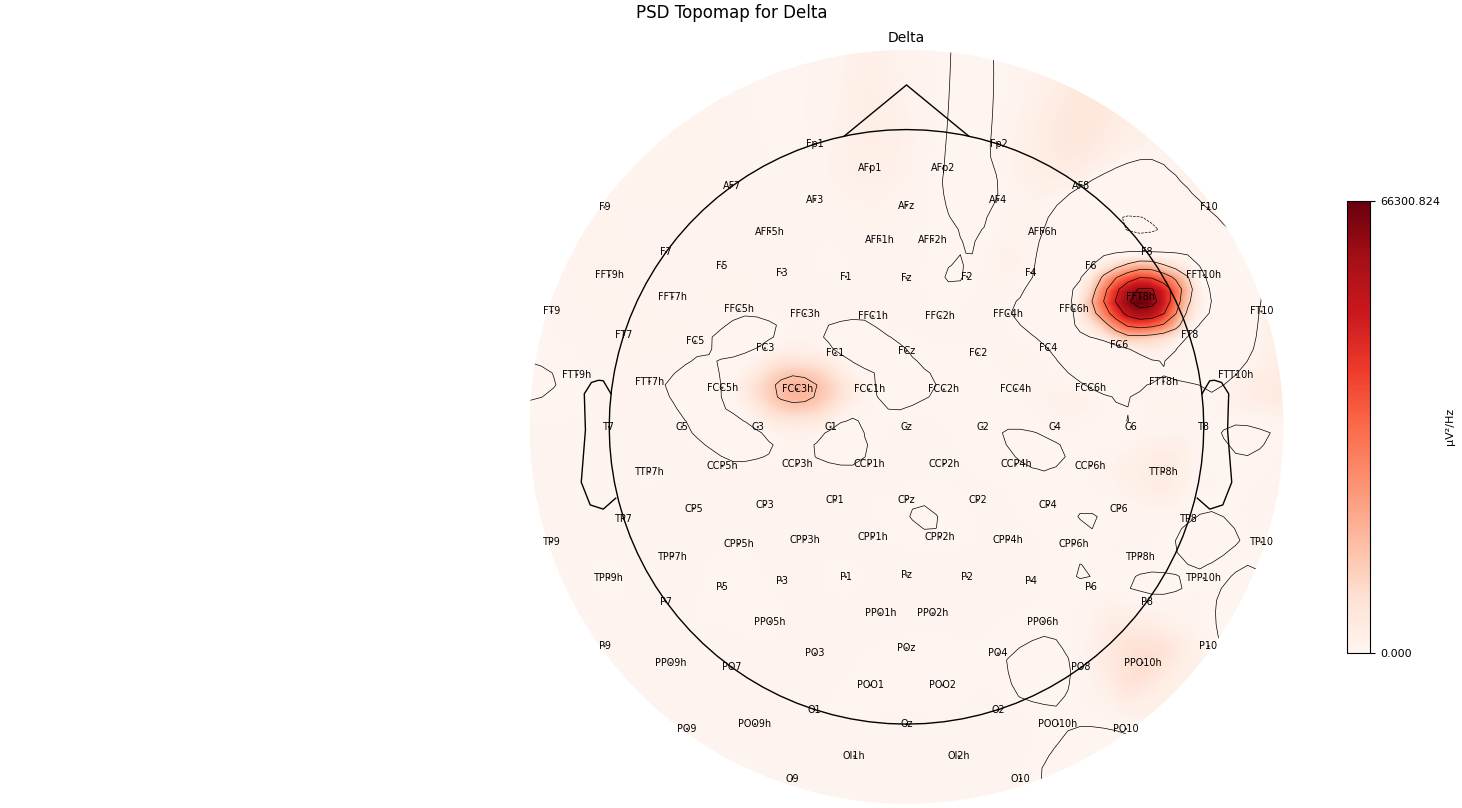 PSD Topomap for Delta
Delta
Fp1 Fp2
AFp1 AFp2
AF7 AF8
AF3 AFz AF4
F9 F10
AFF5h AFF1h AFF2h AFF6h
F7 F8
F5 F3 F1 Fz F2 F4 F6
FFT9h FFT10h
FFT7h FFT8h
FT9 FFC5h FFC3h FFC1h FFC2h FFC4h FFC6h FT10
FT7 FT8
FC5 FC3 FC1 FCz FC2 FC4 FC6
FTT9h FTT10h
FTT7h FCC5h FCC3h FCC1h FCC2h FCC4h FCC6h FTT8h
T7 C5 C3 C1 Cz C2 C4 C6 T8
TTP7h CCP5h CCP3h CCP1h CCP2h CCP4h CCP6h TTP8h
CP5 CP3 CP1 CPz CP2 CP4 CP6
TP7 TP8
TP9 CPP5h CPP3h CPP1h CPP2h CPP4h CPP6h TP10
TPP7h TPP8h
TPP9h P5 P3 P1 Pz P2 P4 P6 TPP10h
P7 P8
PPO5h PPO1h PPO2h PPO6h
P9 PO3 POz PO4 P10
PPO9h PO7 PO8 PPO10h
POO1 POO2
O1 O2
PO9 POO9h Oz POO10h PO10
OI1h OI2h
O9 O10
66300.824
µV²/Hz
0.000